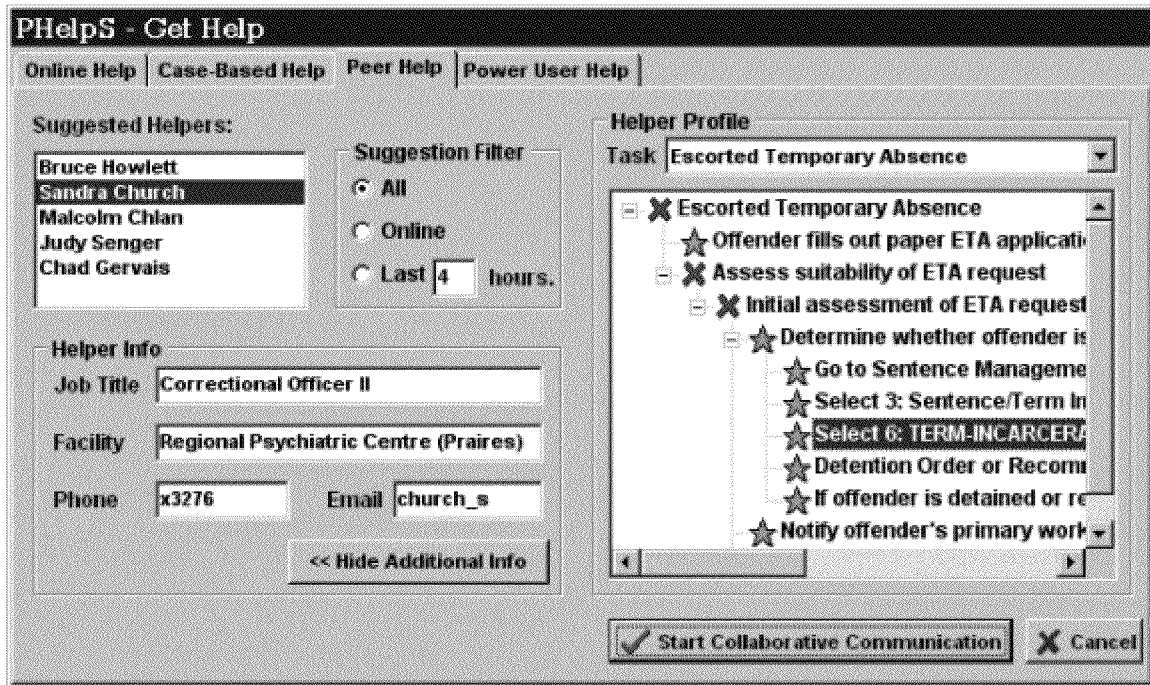 PHelpS - Get Help
Online Help Case-Based Help Peer Help Power User Help
Suggested Helpers:
Bruce Howlett
Sandra Church
Malcolm Chlan
Judy Senger
Chad Gervais
Suggestion Filter
All
Online
Last 4 hours.
Helper Info
Job Title Correctional Officer II
Facility Regional Psychiatric Centre (Praires)
Phone x3276 Email church_s
<< Hide Additional Info
Helper Profile
Task Escorted Temporary Absence
Escorted Temporary Absence
Offender fills out paper ETA applicati
Assess suitability of ETA request
Initial assessment of ETA request
Determine whether offender is
Go to Sentence Manageme
Select 3: Sentence/Term In
Select 6: TERM-INCARCERA
Detention Order or Recom
If offender is detained or re
Notify offender's primary work
Start Collaborative Communication Cancel